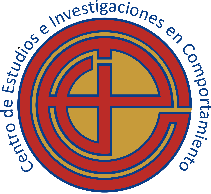 Centro de Estudios e Investigaciones en Comportamiento